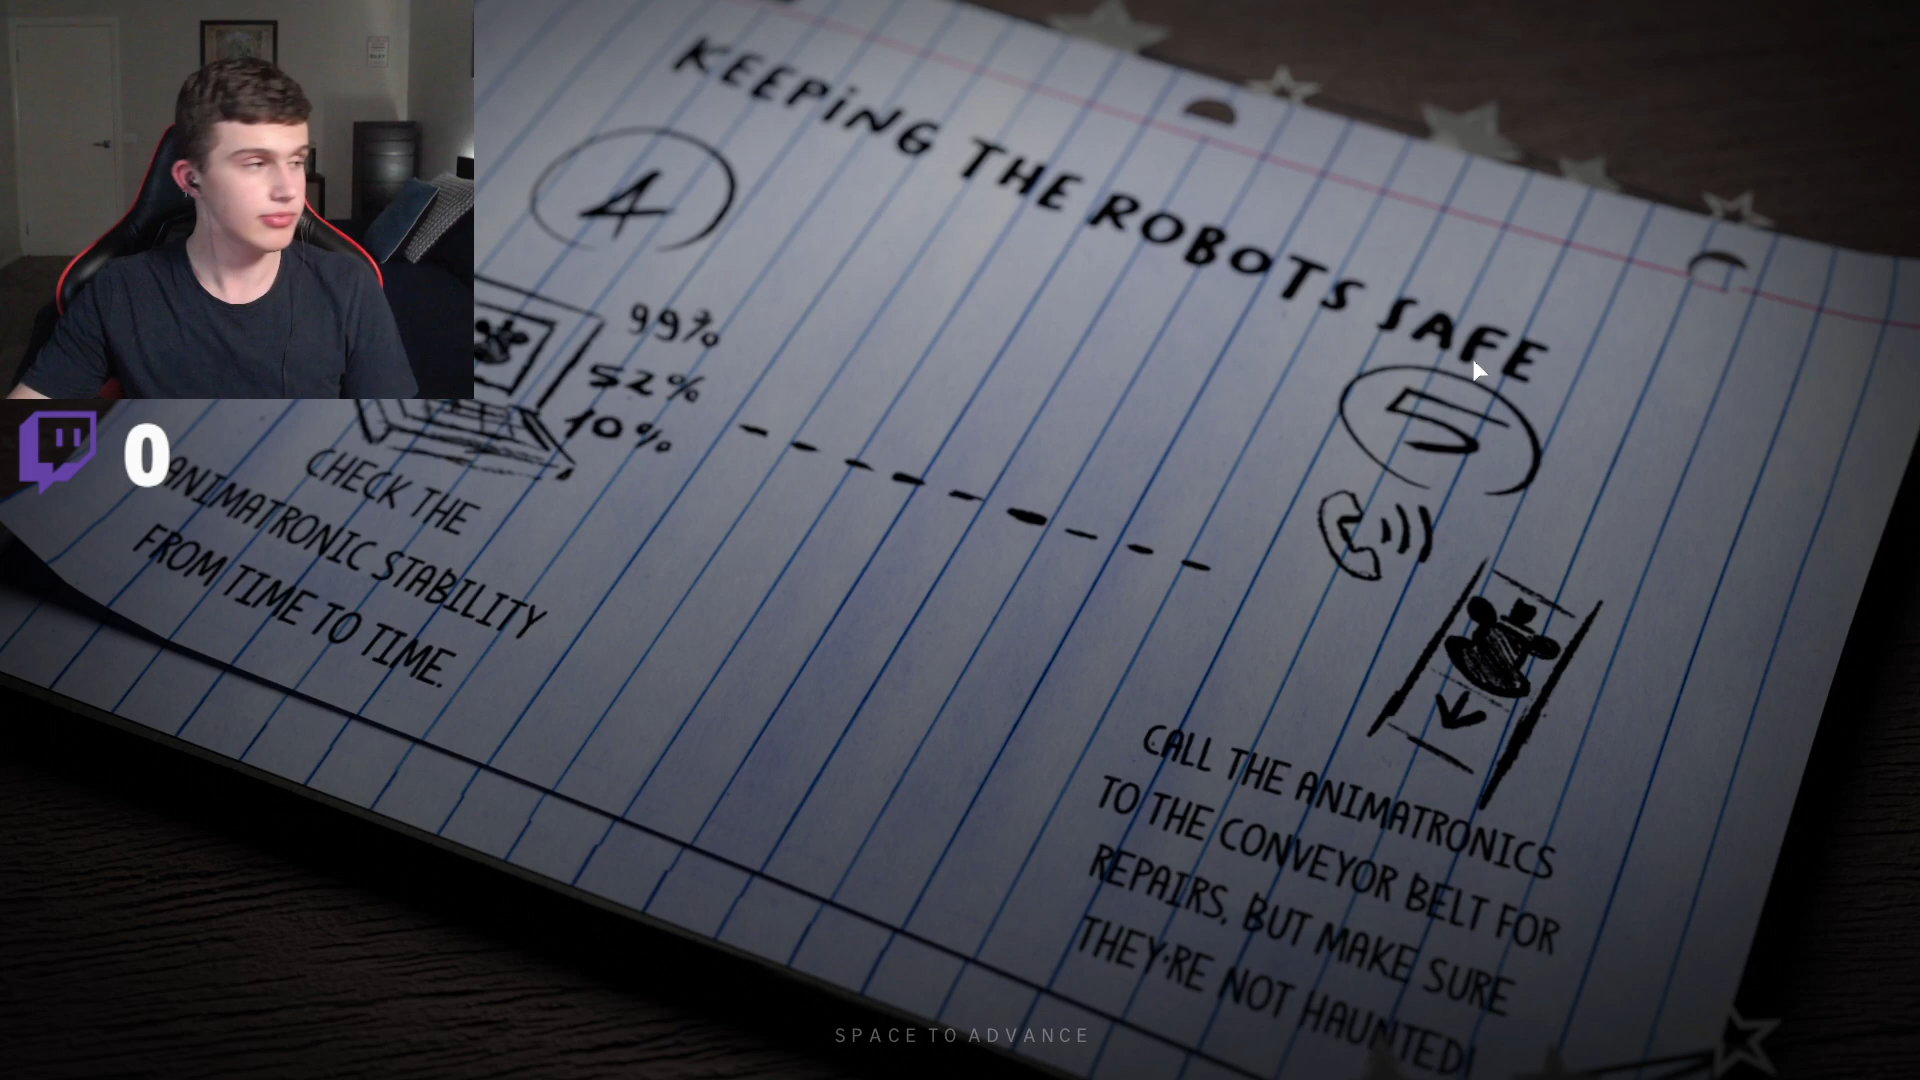 KEEPING THE ROBOTS SAFE
4
99%
52%
10%
CHECK THE
ANIMATRONIC STABILITY
FROM TIME TO TIME.
5
CALL THE ANIMATRONICS
TO THE CONVEYOR BELT FOR
REPAIRS, BUT MAKE SURE
THEY'RE NOT HAUNTED!
0
SPACE TO ADVANCE